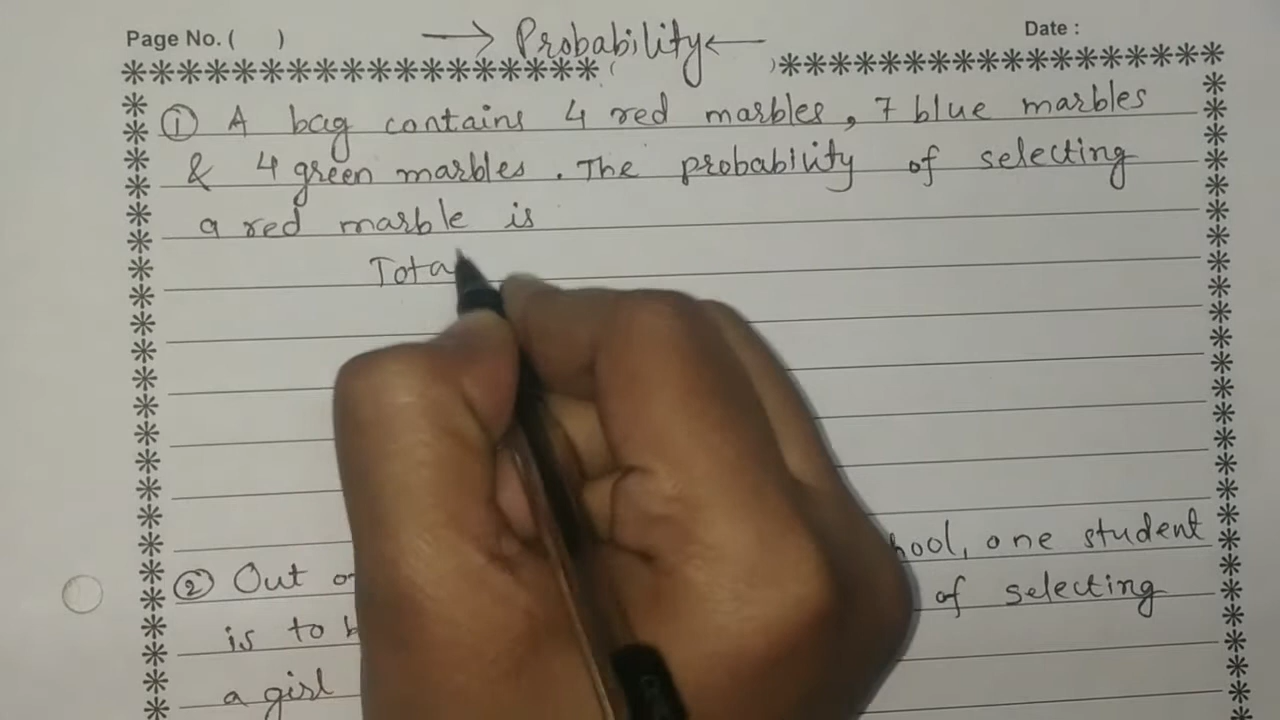 Page No. ( ) → Probability ← Date :
① A bag contains 4 red marbles, 7 blue marbles
& 4 green marbles. The probability of selecting
a red marble is
Tota
② Out one student
is to of selecting
a girl